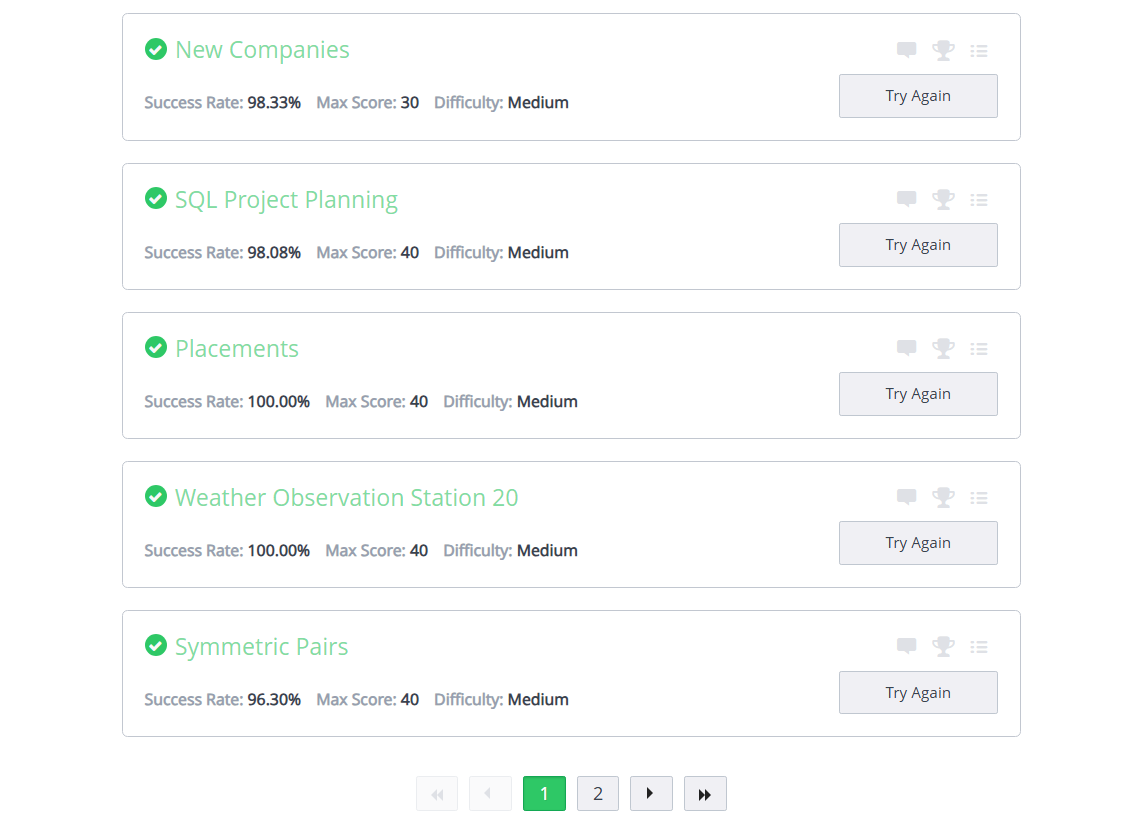 New Companies
Success Rate: 98.33% Max Score: 30 Difficulty: Medium
Try Again
SQL Project Planning
Success Rate: 98.08% Max Score: 40 Difficulty: Medium
Try Again
Placements
Success Rate: 100.00% Max Score: 40 Difficulty: Medium
Try Again
Weather Observation Station 20
Success Rate: 100.00% Max Score: 40 Difficulty: Medium
Try Again
Symmetric Pairs
Success Rate: 96.30% Max Score: 40 Difficulty: Medium
Try Again
1 2